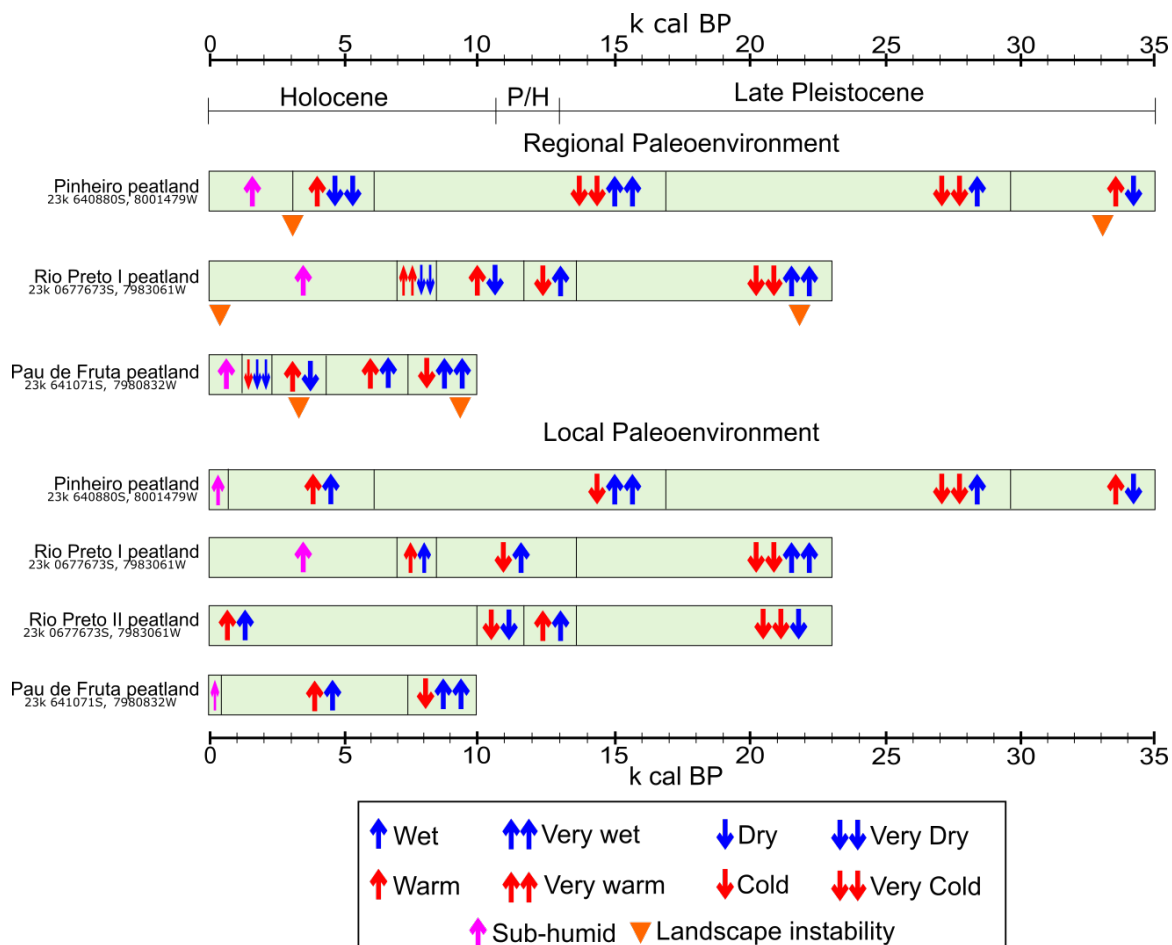 k cal BP
0 5 10 15 20 25 30 35
Holocene P/H Late Pleistocene
Regional Paleoenvironment
Pinheiro peatland
23k 640880S, 8001479W
Rio Preto I peatland
23k 0677673S, 7983061W
Pau de Fruta peatland
23k 641071S, 7980832W
Local Paleoenvironment
Pinheiro peatland
23k 640880S, 8001479W
Rio Preto I peatland
23k 0677673S, 7983061W
Rio Preto II peatland
23k 0677673S, 7983061W
Pau de Fruta peatland
23k 641071S, 7980832W
0 5 10 15 20 25 30 35
k cal BP
Wet Very wet Dry Very Dry
Warm Very warm Cold Very Cold
Sub-humid Landscape instability